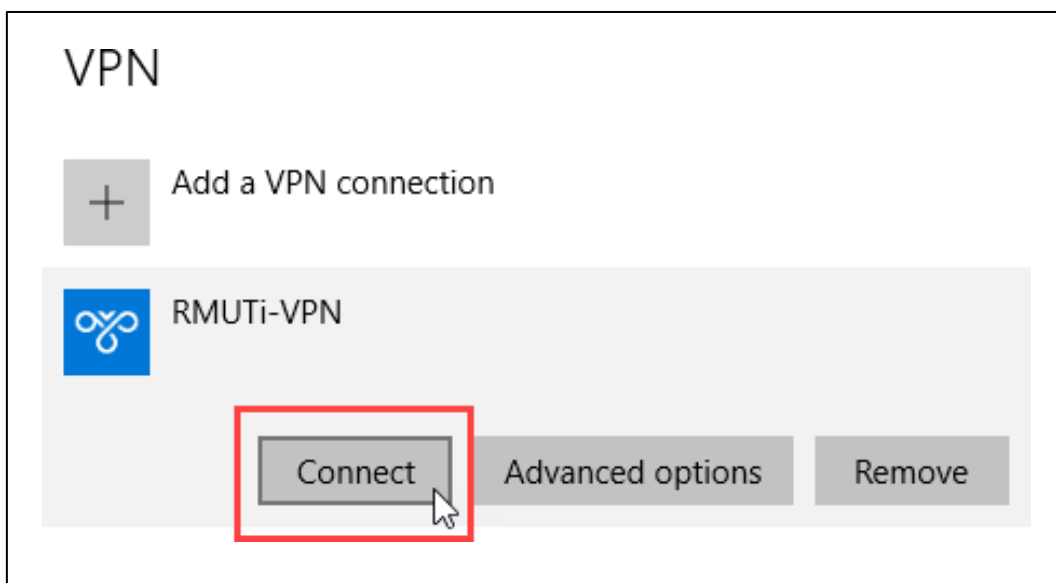 VPN
Add a VPN connection
RMUTi-VPN
Connect Advanced options Remove